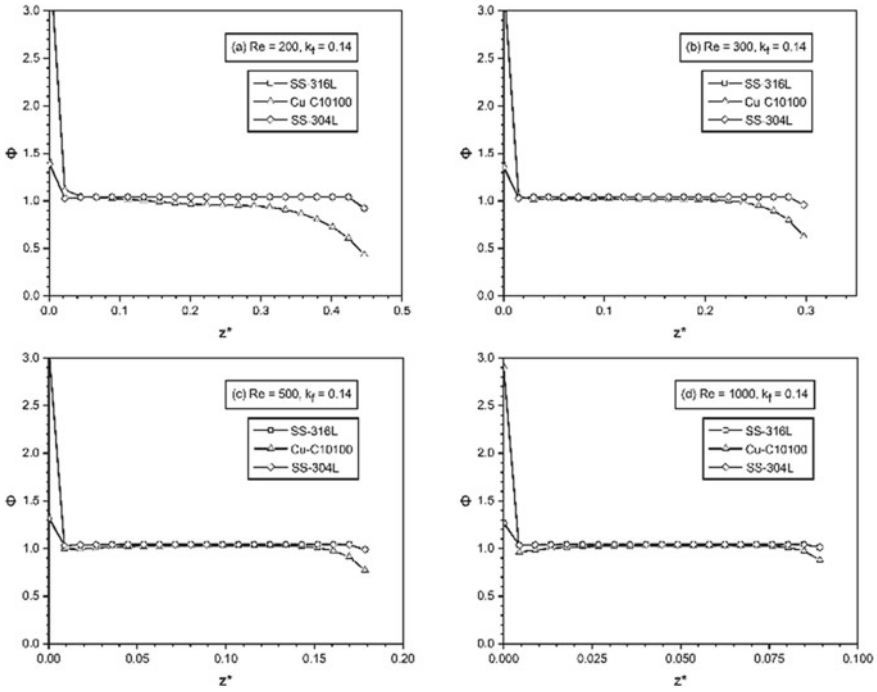 (a) Re = 200, kf = 0.14
SS-316L
Cu C10100
SS-304L
3.0
2.5
2.0
1.5
1.0
0.5
0.0
Φ
0.0 0.1 0.2 0.3 0.4 0.5
z*
(b) Re = 300, kf = 0.14
SS-316L
Cu C10100
SS-304L
3.0
2.5
2.0
1.5
1.0
0.5
0.0
Φ
0.0 0.1 0.2 0.3
z*
(c) Re = 500, kf = 0.14
SS-316L
Cu-C10100
SS-304L
3.0
2.5
2.0
1.5
1.0
0.5
0.0
Φ
0.00 0.05 0.10 0.15 0.20
z*
(d) Re = 1000, kf = 0.14
SS-316L
Cu-C10100
SS-304L
3.0
2.5
2.0
1.5
1.0
0.5
0.0
Φ
0.000 0.025 0.050 0.075 0.100
z*